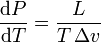 dP/dT = L/(T Δv)